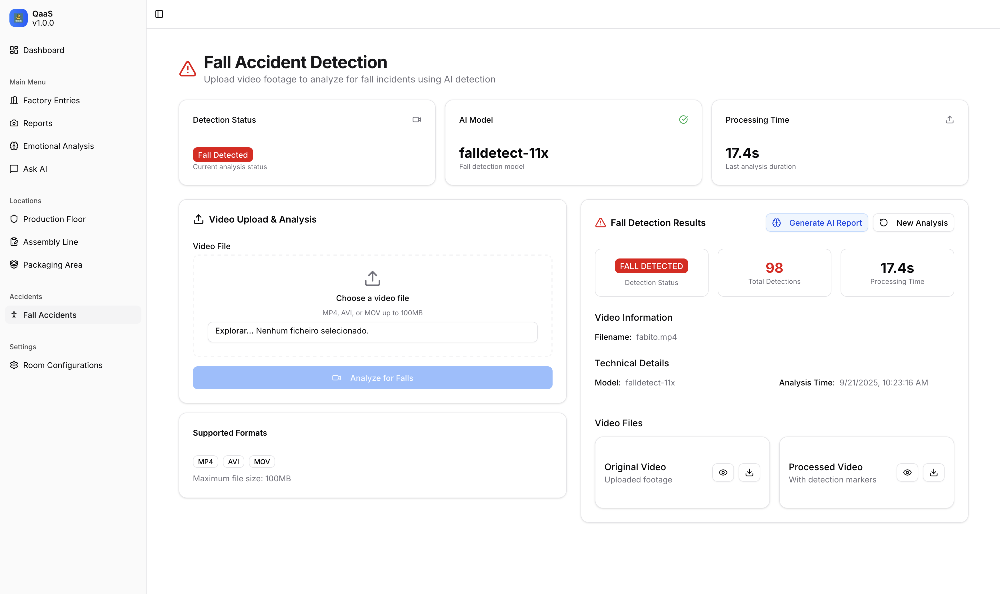 QaaS
v1.0.0
Dashboard
Main Menu
Factory Entries
Reports
Emotional Analysis
Ask AI
Locations
Production Floor
Assembly Line
Packaging Area
Accidents
Fall Accidents
Settings
Room Configurations
Fall Accident Detection
Upload video footage to analyze for fall incidents using AI detection
Detection Status
Fall Detected
Current analysis status
AI Model
falldetect-11x
Fall detection model
Processing Time
17.4s
Last analysis duration
Video Upload & Analysis
Video File
Choose a video file
MP4, AVI, or MOV up to 100MB
Explorar... Nenhum ficheiro selecionado.
Analyze for Falls
Supported Formats
MP4 AVI MOV
Maximum file size: 100MB
Fall Detection Results
Generate AI Report
New Analysis
FALL DETECTED
Detection Status
98
Total Detections
17.4s
Processing Time
Video Information
Filename: fabito.mp4
Technical Details
Model: falldetect-11x
Analysis Time: 9/21/2025, 10:23:16 AM
Video Files
Original Video
Uploaded footage
Processed Video
With detection markers